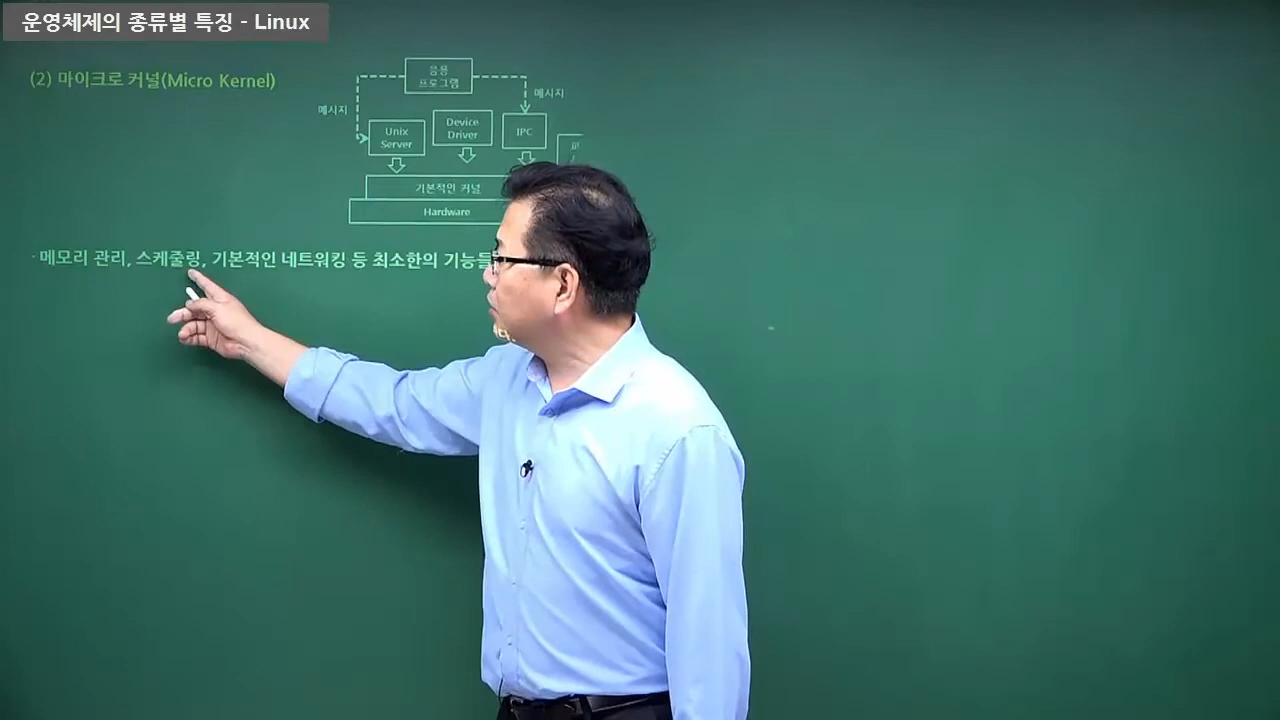 운영체제의 종류별 특징 - Linux
(2) 마이크로 커널(Micro Kernel)
응용
프로그램
메시지
메시지
Unix
Server
Device
Driver
IPC
기본적인 커널
Hardware
· 메모리 관리, 스케줄링, 기본적인 네트워킹 등 최소한의 기능들